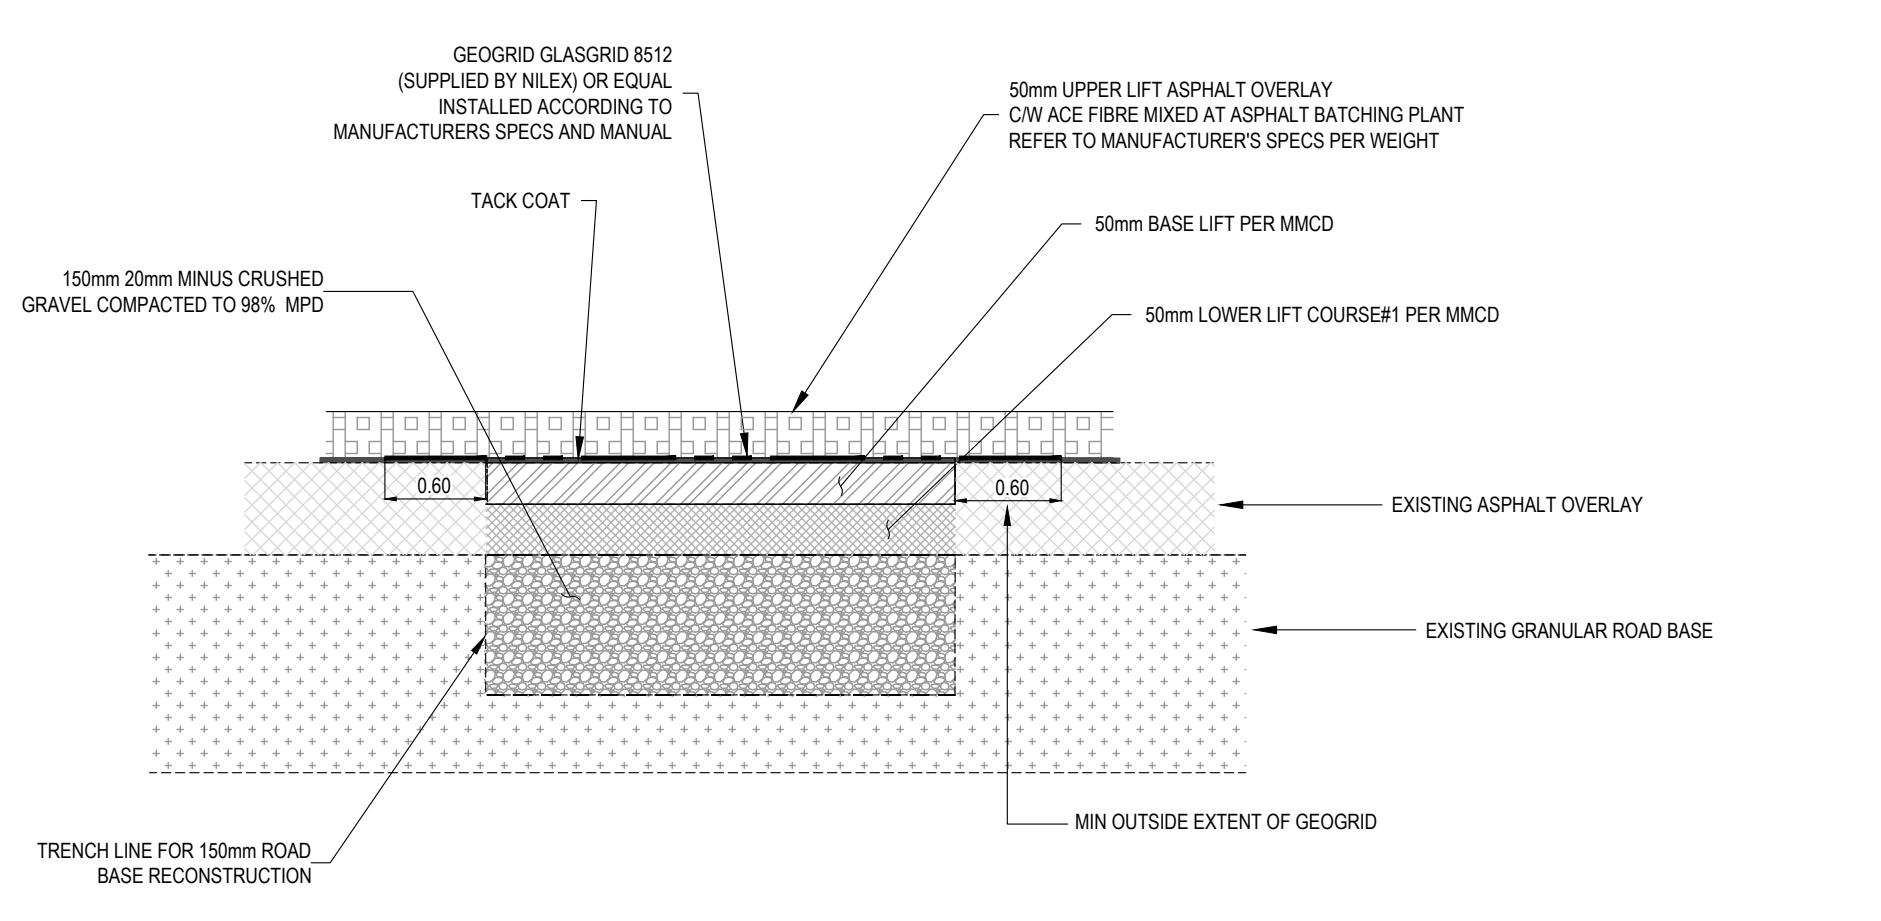 GEOGRID GLASGRID 8512
(SUPPLIED BY NILEX) OR EQUAL
INSTALLED ACCORDING TO
MANUFACTURERS SPECS AND MANUAL
50mm UPPER LIFT ASPHALT OVERLAY
C/W ACE FIBRE MIXED AT ASPHALT BATCHING PLANT
REFER TO MANUFACTURER'S SPECS PER WEIGHT
TACK COAT
50mm BASE LIFT PER MMCD
150mm 20mm MINUS CRUSHED
GRAVEL COMPACTED TO 98% MPD
50mm LOWER LIFT COURSE#1 PER MMCD
0.60
0.60
EXISTING ASPHALT OVERLAY
EXISTING GRANULAR ROAD BASE
MIN OUTSIDE EXTENT OF GEOGRID
TRENCH LINE FOR 150mm ROAD
BASE RECONSTRUCTION